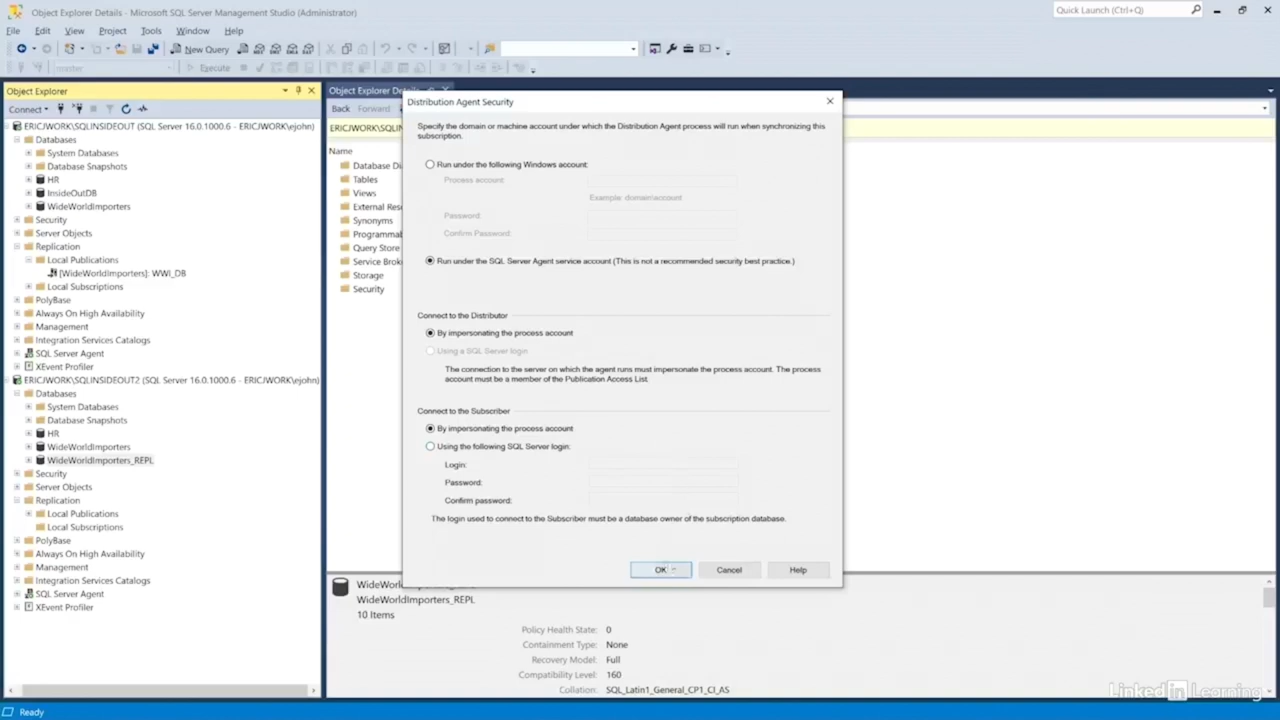 Object Explorer Details - Microsoft SQL Server Management Studio (Administrator)
Quick Launch (Ctrl+Q)
File Edit View Project Tools Window Help
New Query
master
Execute
Object Explorer
Connect
ERICJWORK\SQLINSIDEOUT (SQL Server 16.0.1000.6 - ERICJWORK\ejohn)
Databases
System Databases
Database Snapshots
HR
InsideOutDB
WideWorldImporters
Security
Server Objects
Replication
Local Publications
[WideWorldImporters]: WWI_DB
Local Subscriptions
PolyBase
Always On High Availability
Management
Integration Services Catalogs
SQL Server Agent
XEvent Profiler
ERICJWORK\SQLINSIDEOUT2 (SQL Server 16.0.1000.6 - ERICJWORK\ejohn)
Databases
System Databases
Database Snapshots
HR
WideWorldImporters
WideWorldImporters_REPL
Security
Server Objects
Replication
Local Publications
Local Subscriptions
PolyBase
Always On High Availability
Management
Integration Services Catalogs
SQL Server Agent
XEvent Profiler
Object Explorer Details
Back Forward
ERICJWORK\SQLIN
Name
Database Di
Tables
Views
External Res
Synonyms
Programmab
Query Store
Service Brok
Storage
Security
Distribution Agent Security
Specify the domain or machine account under which the Distribution Agent process will run when synchronizing this
subscription.
Run under the following Windows account:
Process account:
Example: domain\account
Password:
Confirm Password:
Run under the SQL Server Agent service account (This is not a recommended security best practice.)
Connect to the Distributor
By impersonating the process account
Using a SQL Server login
The connection to the server on which the agent runs must impersonate the process account. The process
account must be a member of the Publication Access List.
Connect to the Subscriber
By impersonating the process account
Using the following SQL Server login:
Login:
Password:
Confirm password:
The login used to connect to the Subscriber must be a database owner of the subscription database.
OK Cancel Help
WideWorldImporters_REPL
10 Items
Policy Health State: 0
Containment Type: None
Recovery Model: Full
Compatibility Level: 160
Collation: SQL_Latin1_General_CP1_CI_AS
Linked in Learning
Ready